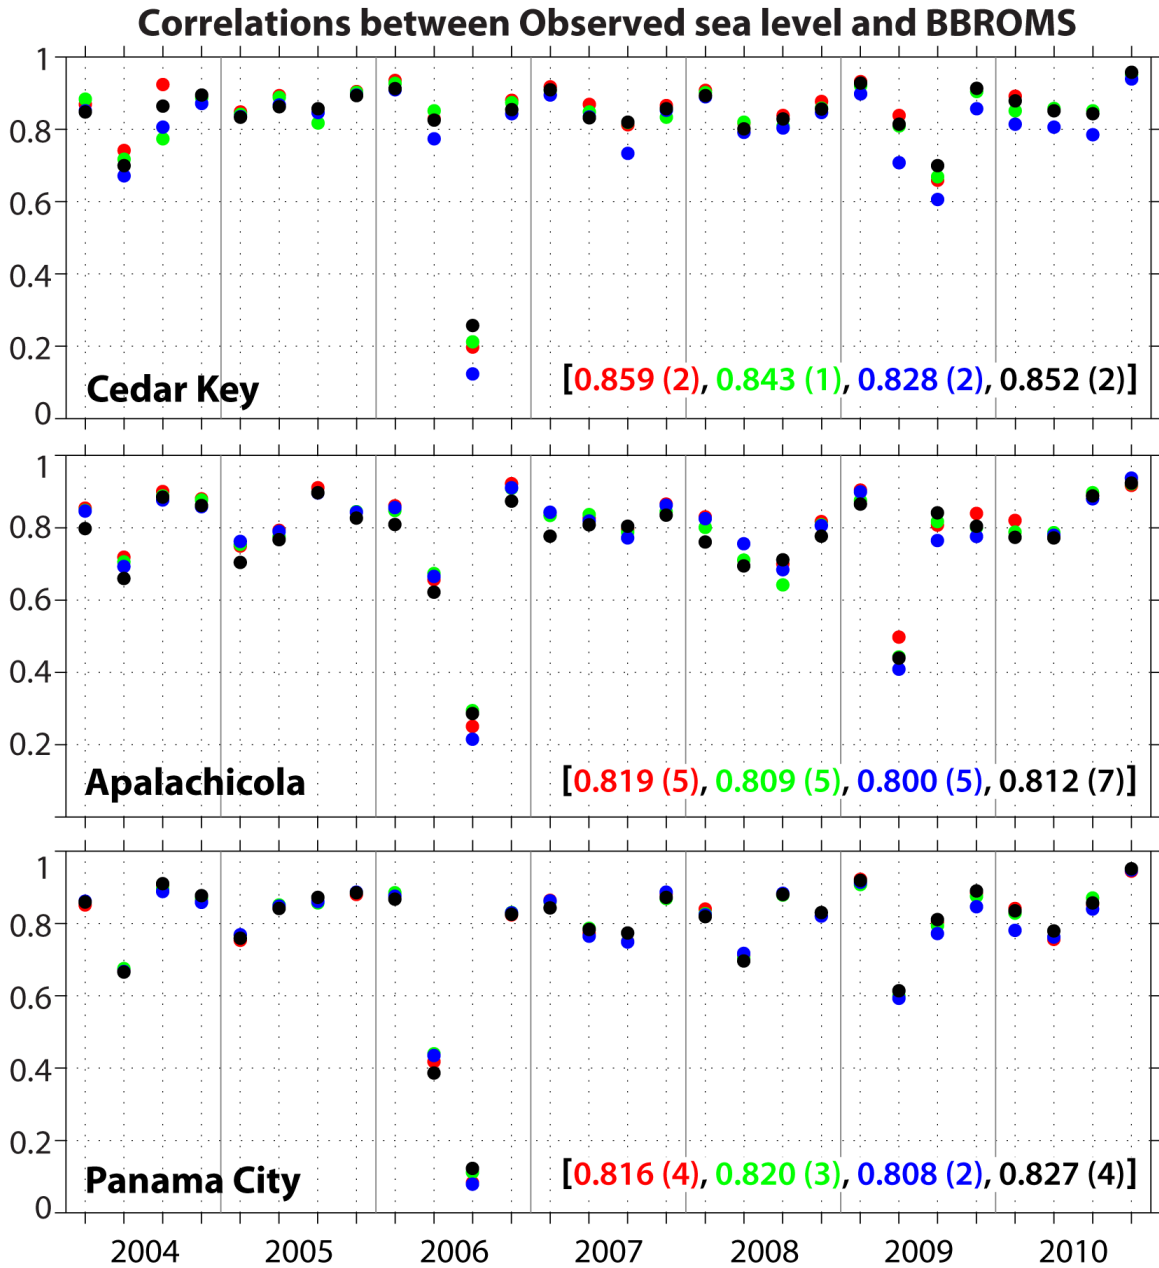 Correlations between Observed sea level and BBROMS
1
0.8
0.6
0.4
0.2
0
Cedar Key
[0.859 (2), 0.843 (1), 0.828 (2), 0.852 (2)]
1
0.8
0.6
0.4
0.2
Apalachicola
[0.819 (5), 0.809 (5), 0.800 (5), 0.812 (7)]
1
0.8
0.6
0.4
0.2
0
Panama City
[0.816 (4), 0.820 (3), 0.808 (2), 0.827 (4)]
2004 2005 2006 2007 2008 2009 2010